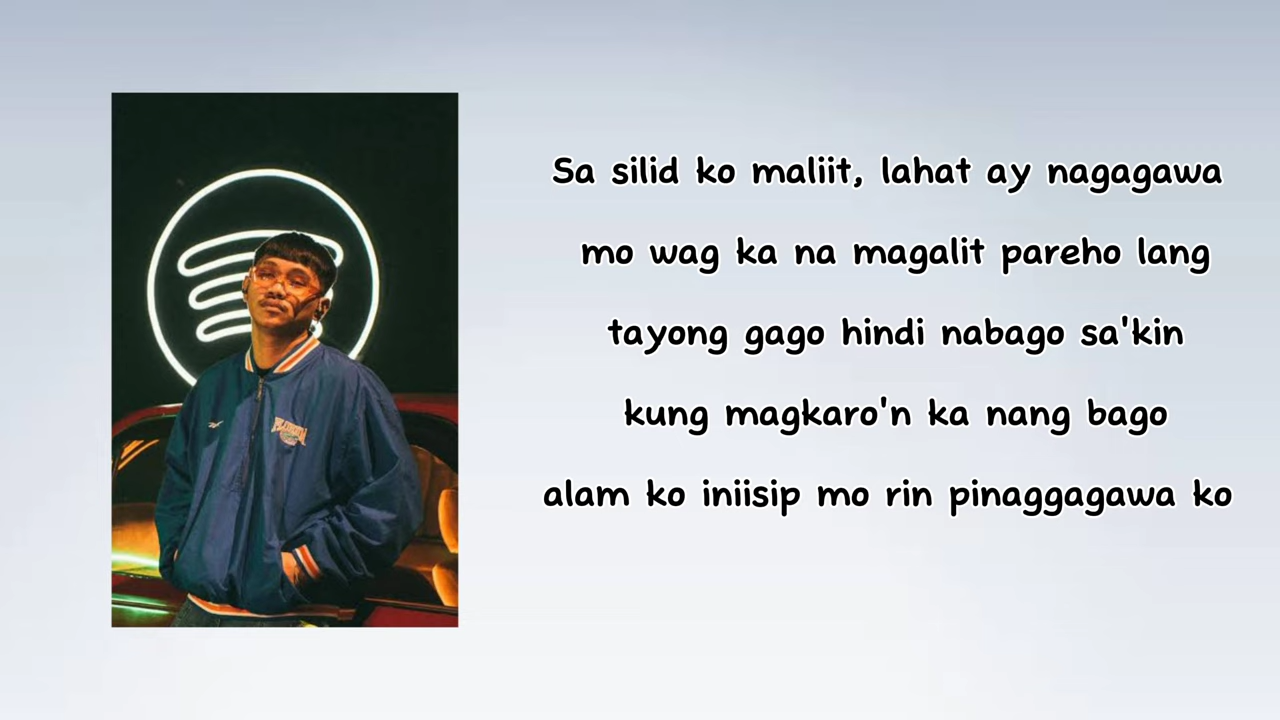 Sa silid ko maliit, lahat ay nagagawa
mo wag ka na magalit pareho lang
tayong gago hindi nabago sa'kin
kung magkaro'n ka nang bago
alam ko iniisip mo rin pinaggagawa ko